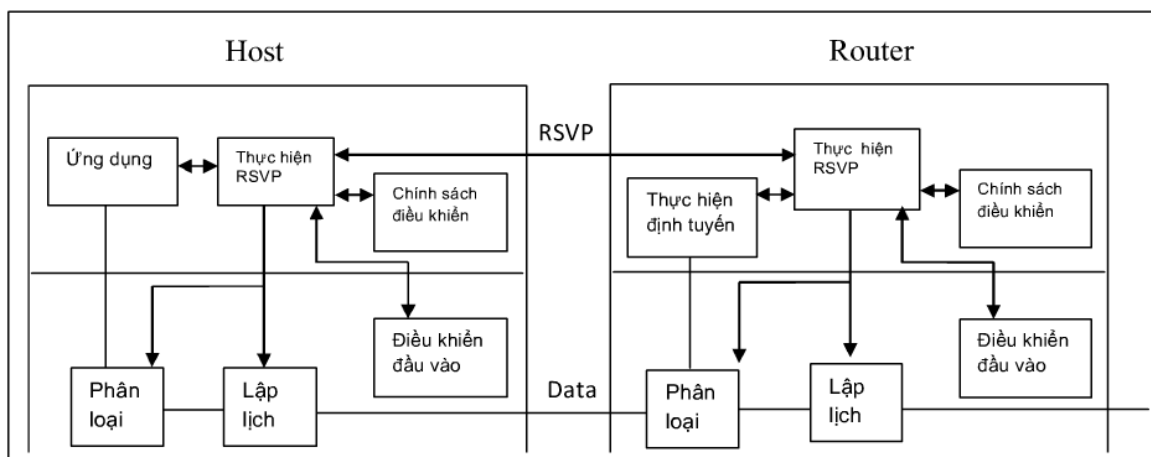 Host
Router
RSVP
Ứng dụng
Thực hiện
RSVP
Chính sách
điều khiển
Thực hiện
RSVP
Thực hiện
định tuyến
Chính sách
điều khiển
Điều khiển
đầu vào
Phân
loại
Lập
lịch
Data
Điều khiển
đầu vào
Phân
loại
Lập
lịch